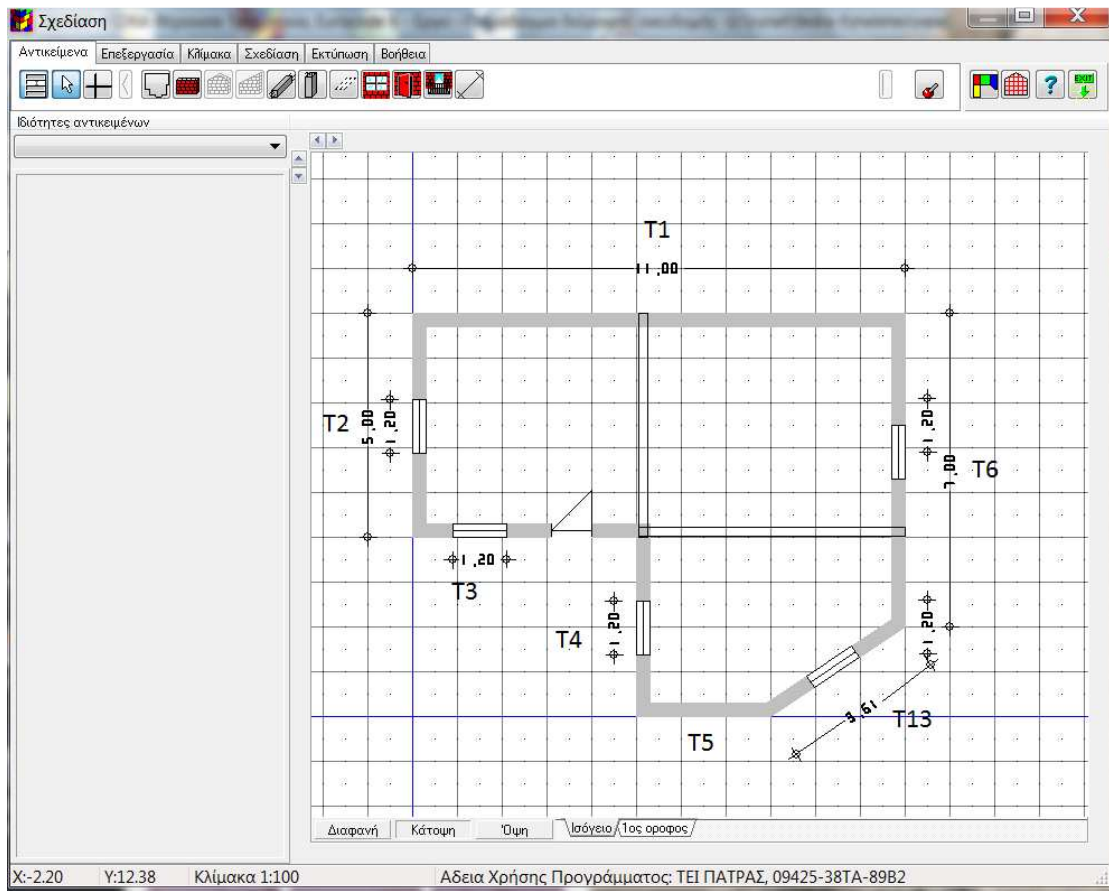 Σχεδίαση
Αντικείμενα Επεξεργασία Κλίμακα Σχεδίαση Εκτύπωση Βοήθεια
EXIT
Ιδιότητες αντικειμένων
T1
11,00
T2
5,00
1,20
1,20
7,00
T6
1,20
T3
T4
1,20
1,20
3,61
T13
T5
Διαφανή Κάτοψη Όψη Ισόγειο 1ος οροφος
X:-2.20 Y:12.38 Κλίμακα 1:100 Αδεια Χρήσης Προγράμματος: ΤΕΙ ΠΑΤΡΑΣ, 09425-38TA-89B2